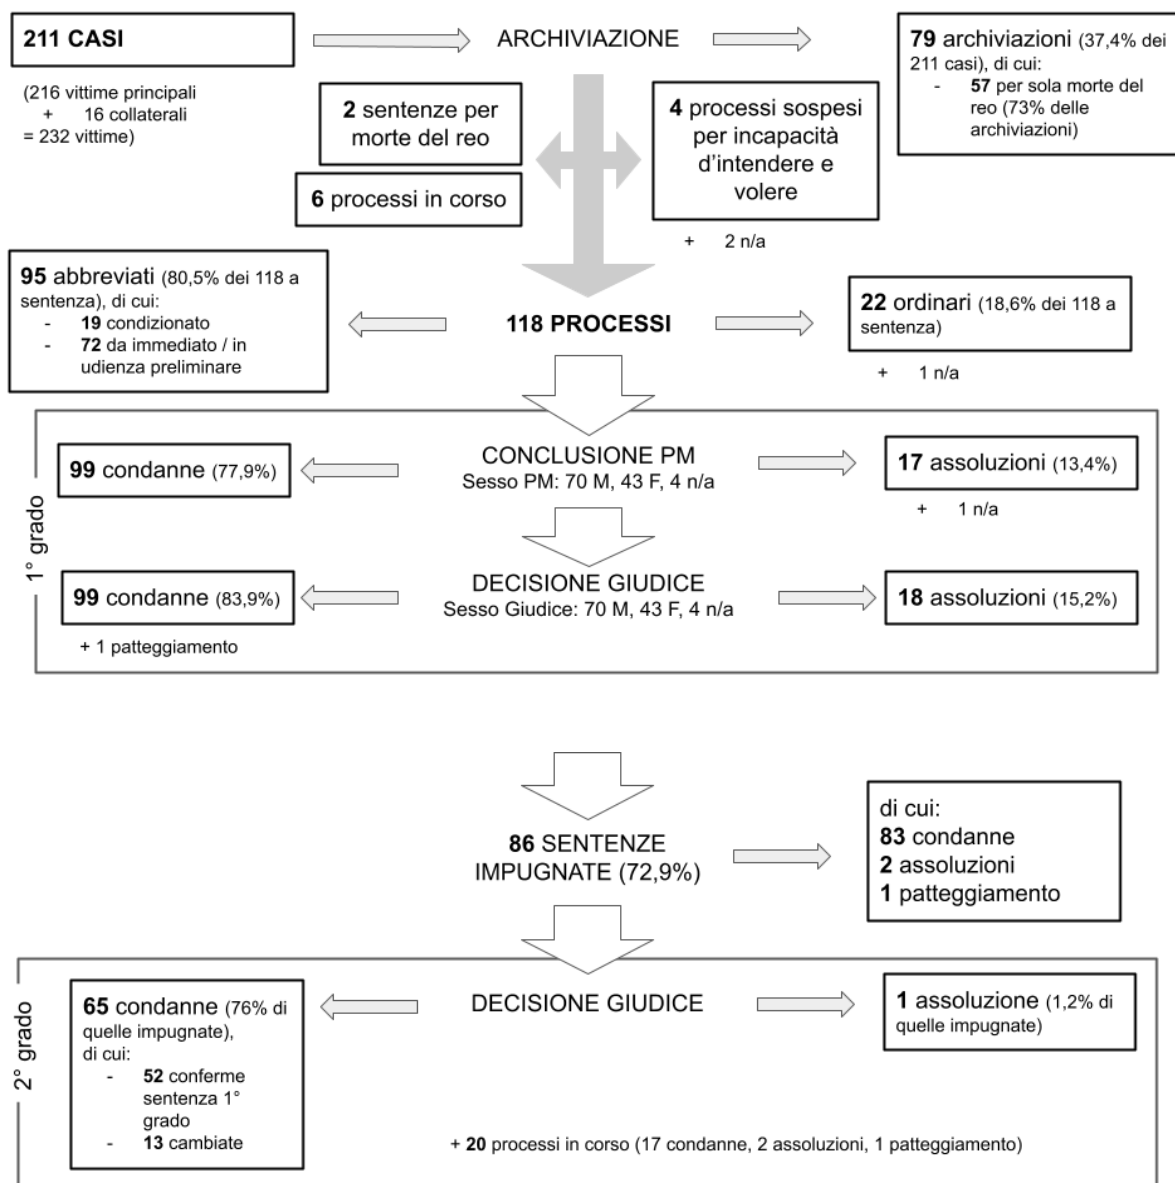 211 CASI
(216 vittime principali
+ 16 collaterali
= 232 vittime)
ARCHIVIAZIONE
79 archiviazioni (37,4% dei
211 casi), di cui:
- 57 per sola morte del
reo (73% delle
archiviazioni)
2 sentenze per
morte del reo
6 processi in corso
4 processi sospesi
per incapacità
d'intendere e
volere
+ 2 n/a
95 abbreviati (80,5% dei 118 a
sentenza), di cui:
- 19 condizionato
- 72 da immediato / in
udienza preliminare
118 PROCESSI
22 ordinari (18,6% dei 118 a
sentenza)
+ 1 n/a
1° grado
99 condanne (77,9%)
CONCLUSIONE PM
Sesso PM: 70 M, 43 F, 4 n/a
17 assoluzioni (13,4%)
+ 1 n/a
99 condanne (83,9%)
+ 1 patteggiamento
DECISIONE GIUDICE
Sesso Giudice: 70 M, 43 F, 4 n/a
18 assoluzioni (15,2%)
86 SENTENZE
IMPUGNATE (72,9%)
di cui:
83 condanne
2 assoluzioni
1 patteggiamento
2° grado
65 condanne (76% di
quelle impugnate),
di cui:
- 52 conferme
sentenza 1°
grado
- 13 cambiate
DECISIONE GIUDICE
1 assoluzione (1,2% di
quelle impugnate)
+ 20 processi in corso (17 condanne, 2 assoluzioni, 1 patteggiamento)